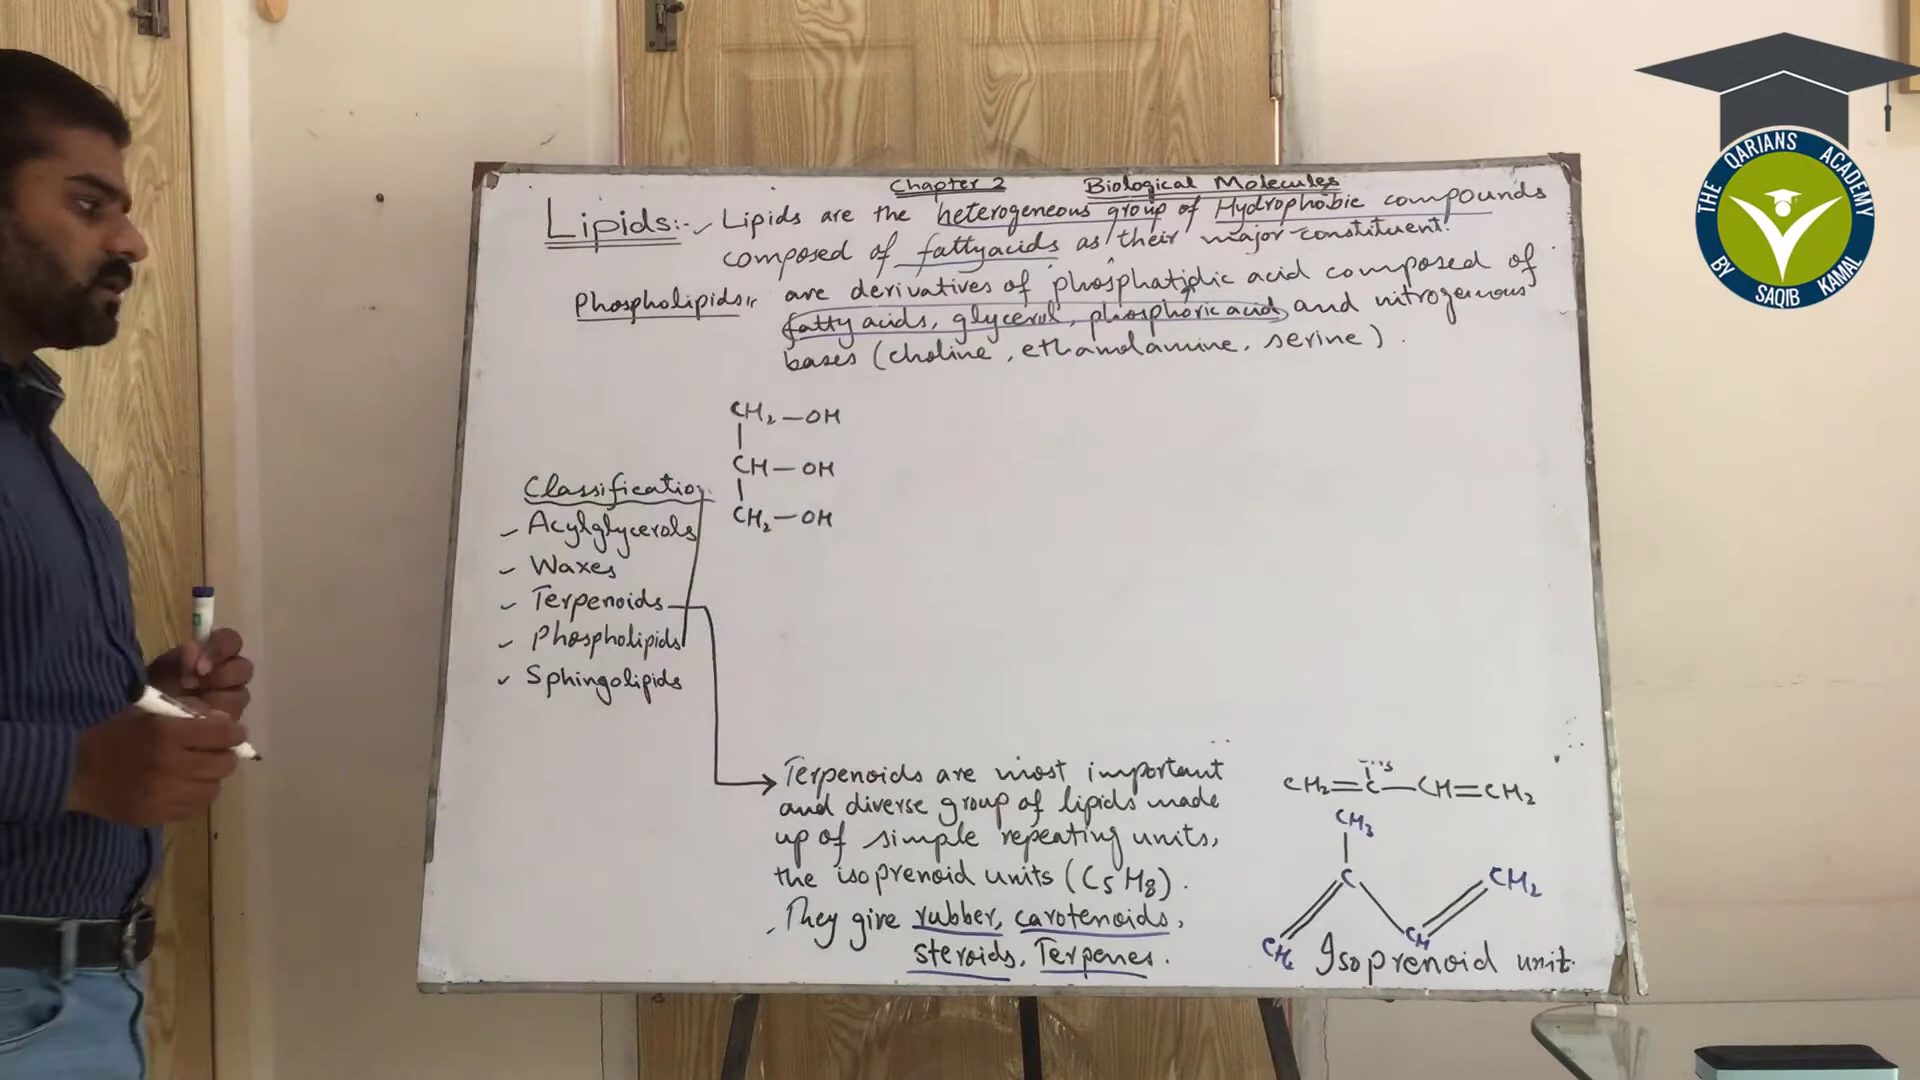 Chapter 2 Biological Molecules
Lipids:- Lipids are the heterogeneous group of Hydrophobic compounds
composed of fattyacids as their major constituent.
Phospholipids:- are derivatives of phosphatidic acid composed of
fatty acids, glycerol, phosphoric acid and nitrogenous
bases (choline, ethanolamine, serine).
CH2-OH
CH-OH
CH2-OH
Classification
Acylglycerols
Waxes
Terpenoids
Phospholipids
Sphingolipids
Terpenoids are most important
and diverse group of lipids made
up of simple repeating units,
the isoprenoid units (C5H8).
They give rubber, carotenoids,
steroids, Terpenes.
CH2=C-CH=CH2
CH3
C
CH2
CH
CH2
Isoprenoid unit.
THE QARIANS ACADEMY
BY SAQIB KAMAL